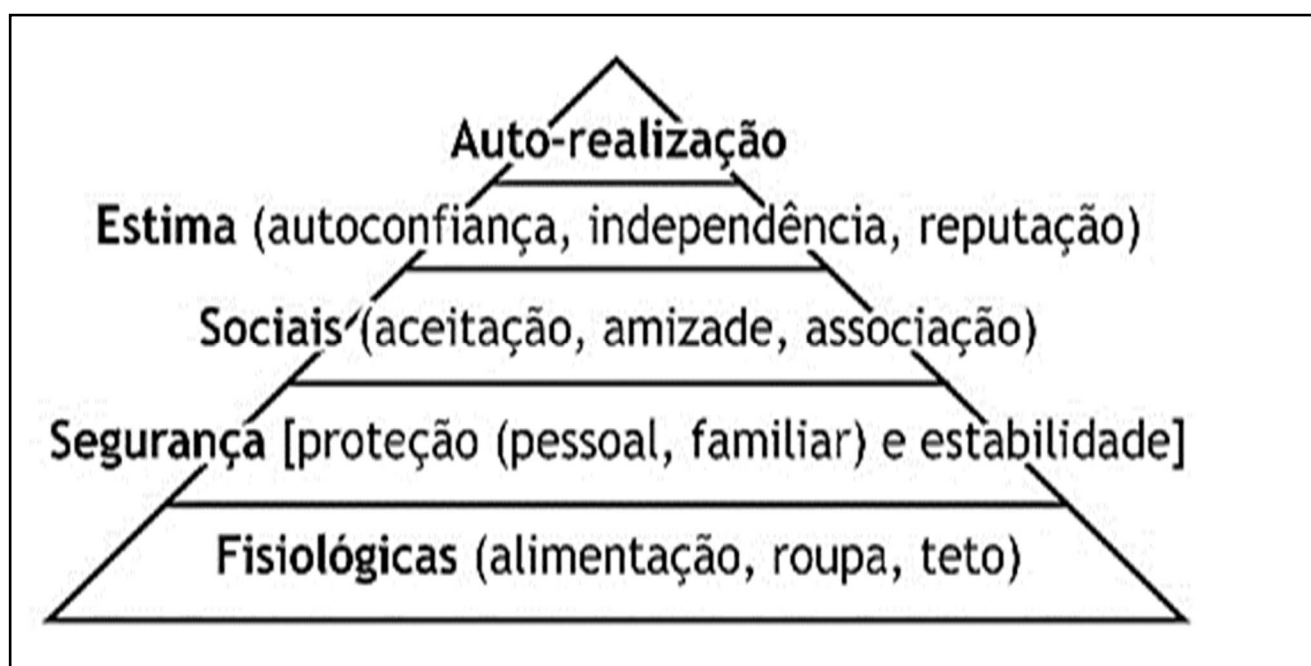 Auto-realização
Estima (autoconfiança, independência, reputação)
Sociais (aceitação, amizade, associação)
Segurança [proteção (pessoal, familiar) e estabilidade]
Fisiológicas (alimentação, roupa, teto)